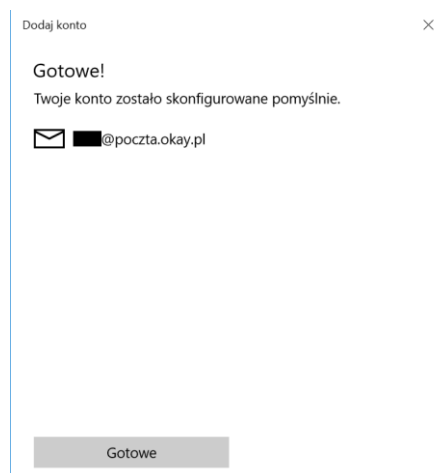 Dodaj konto
Gotowe!
Twoje konto zostało skonfigurowane pomyślnie.
@poczta.okay.pl
Gotowe